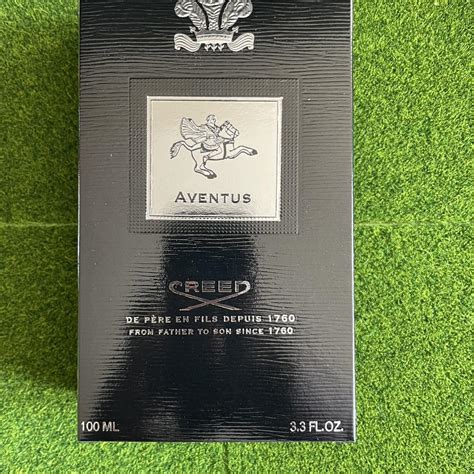 AVENTUS
CREED
DE PÈRE EN FILS DEPUIS 1760
FROM FATHER TO SON SINCE 1760
100 ML 3.3 FL.OZ.